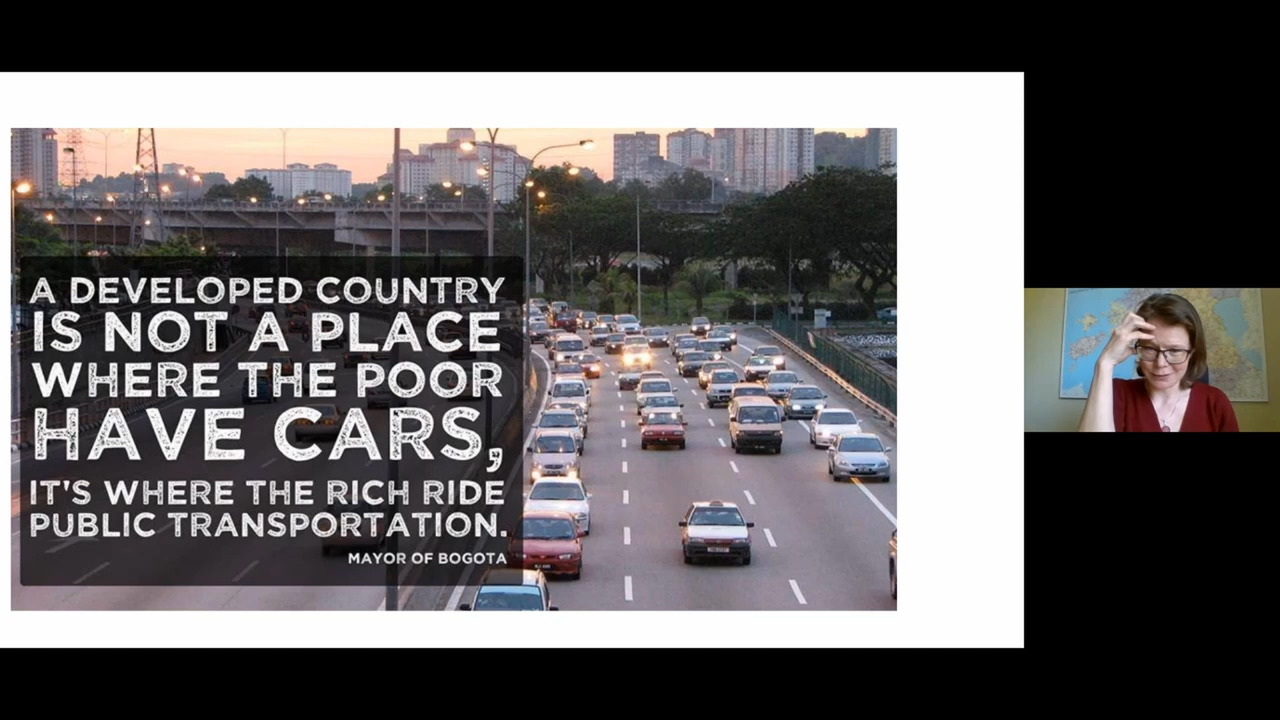 A DEVELOPED COUNTRY
IS NOT A PLACE
WHERE THE POOR
HAVE CARS,
IT'S WHERE THE RICH RIDE
PUBLIC TRANSPORTATION.
MAYOR OF BOGOTA